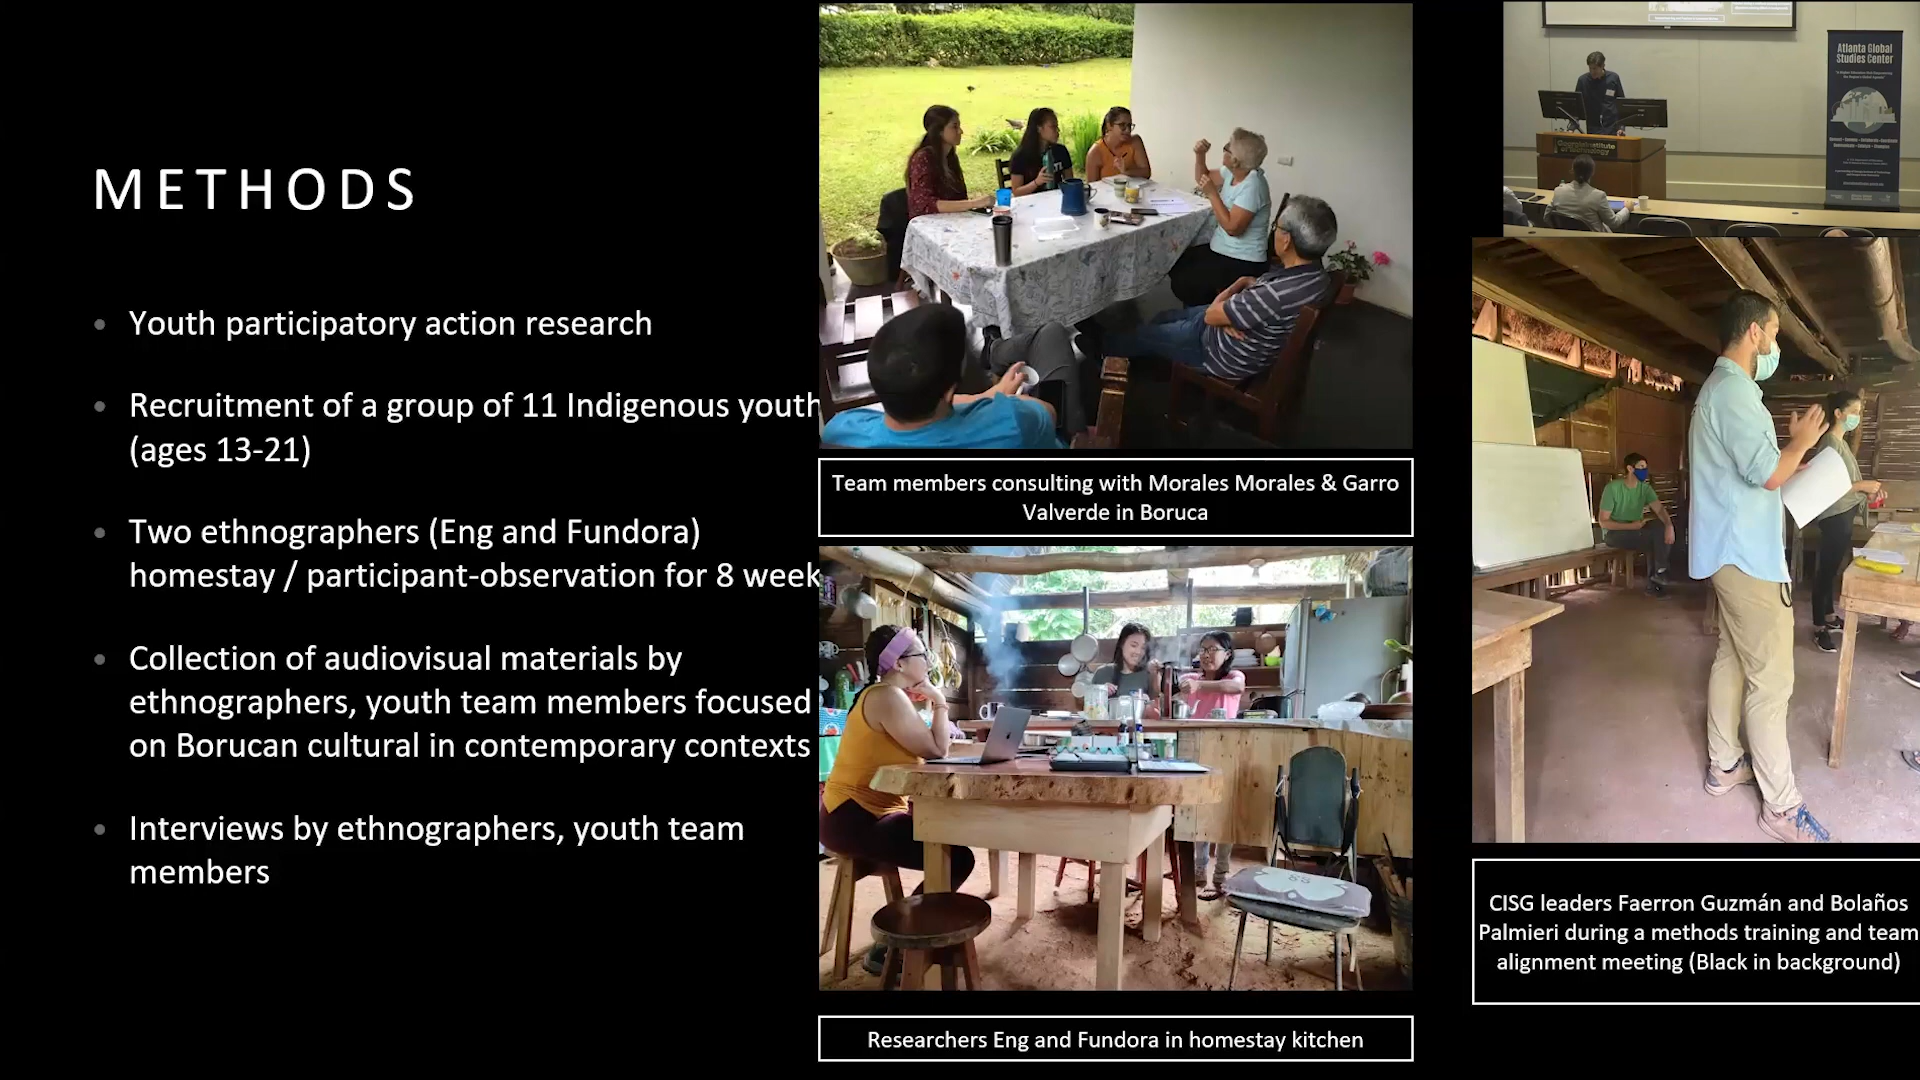 METHODS
Youth participatory action research
Recruitment of a group of 11 Indigenous youth
(ages 13-21)
Two ethnographers (Eng and Fundora)
homestay / participant-observation for 8 week
Collection of audiovisual materials by
ethnographers, youth team members focused
on Borucan cultural in contemporary contexts
Interviews by ethnographers, youth team
members
Team members consulting with Morales Morales & Garro
Valverde in Boruca
Researchers Eng and Fundora in homestay kitchen
Atlanta Global
Studies Center
Georgia Institute
of Technology
CISG leaders Faerron Guzmán and Bolaños
Palmieri during a methods training and team
alignment meeting (Black in background)